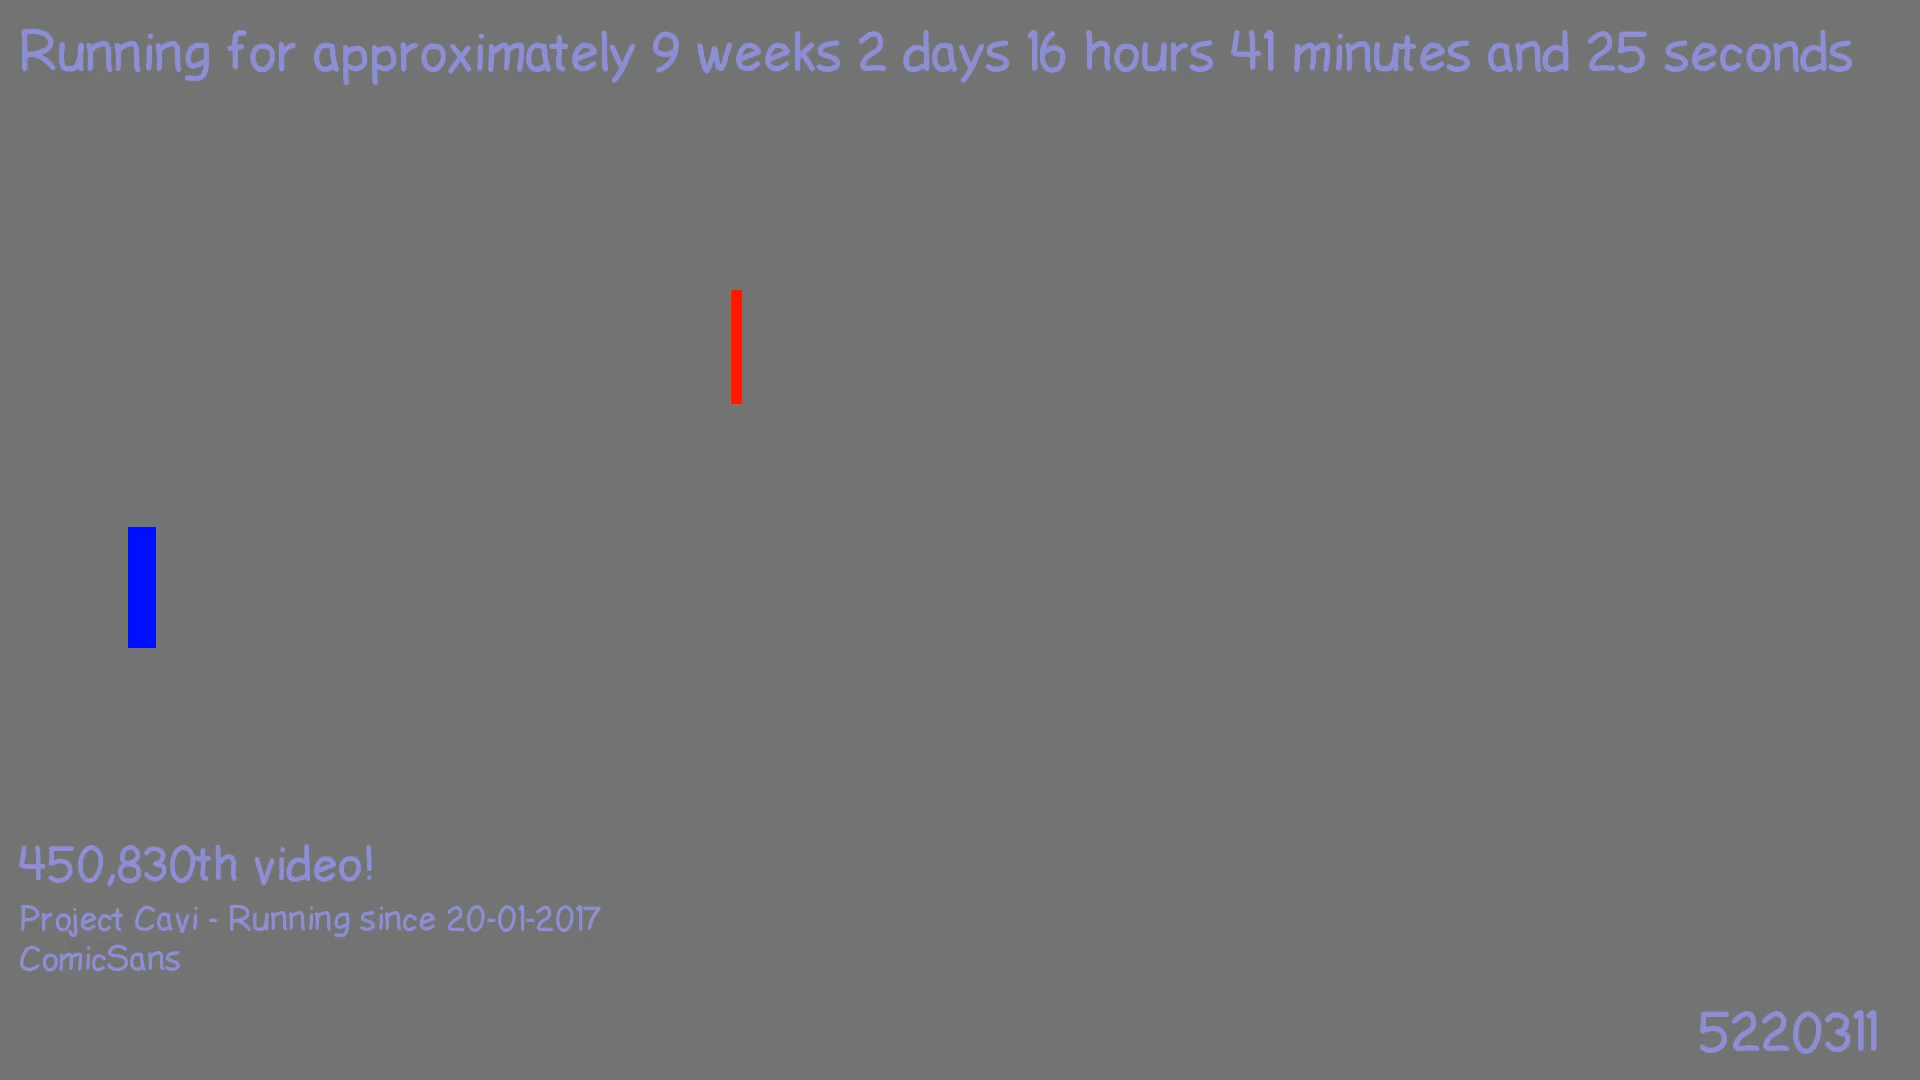 Running for approximately 9 weeks 2 days 16 hours 41 minutes and 25 seconds
450,830th video!
Project Cavi - Running since 20-01-2017
ComicSans
5220311